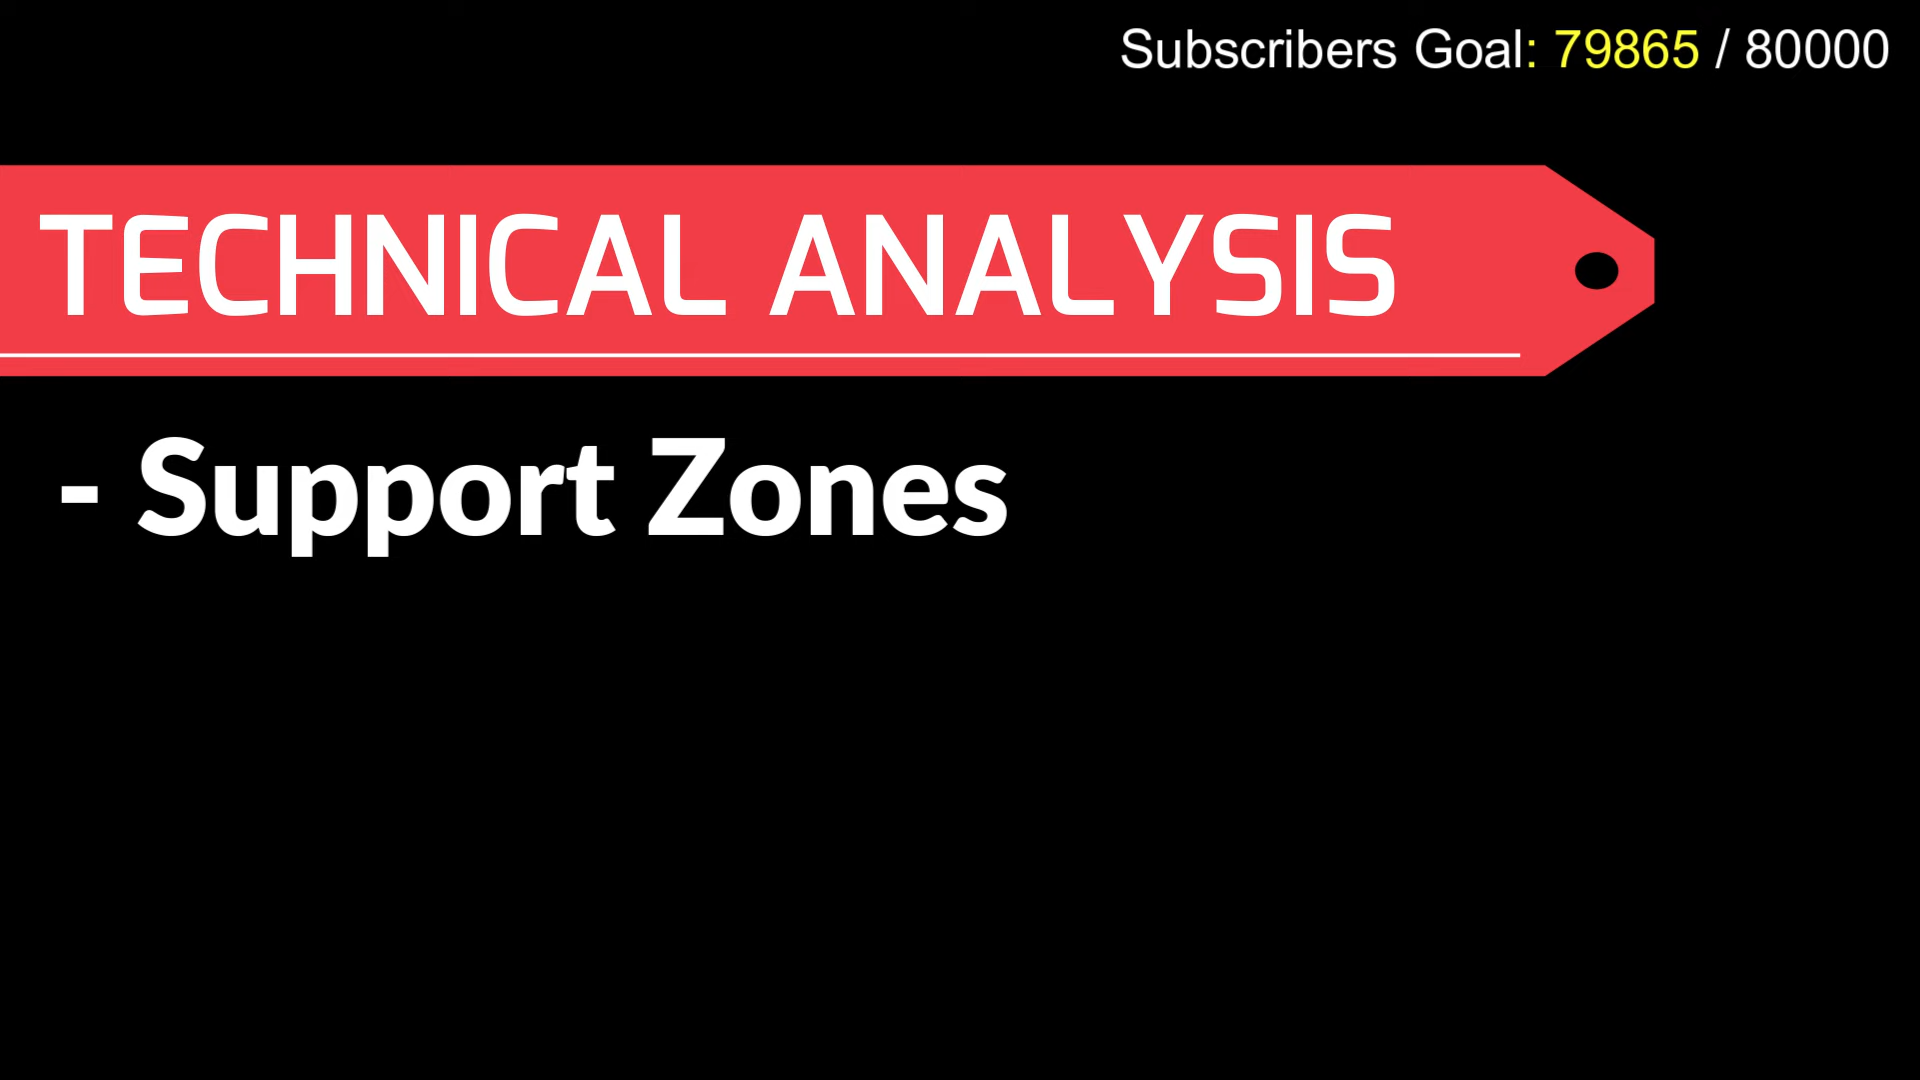 Subscribers Goal: 79865 / 80000
TECHNICAL ANALYSIS
- Support Zones